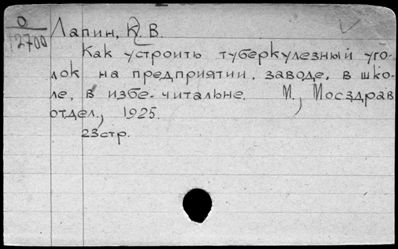 О
12700
Лапин, К. В.
Как устроить туберкулезный уго-
лок на предприятии, заводе, в шко-
ле, в избе-читальне. М., Мосздрав
отдел, 1925.
23стр.